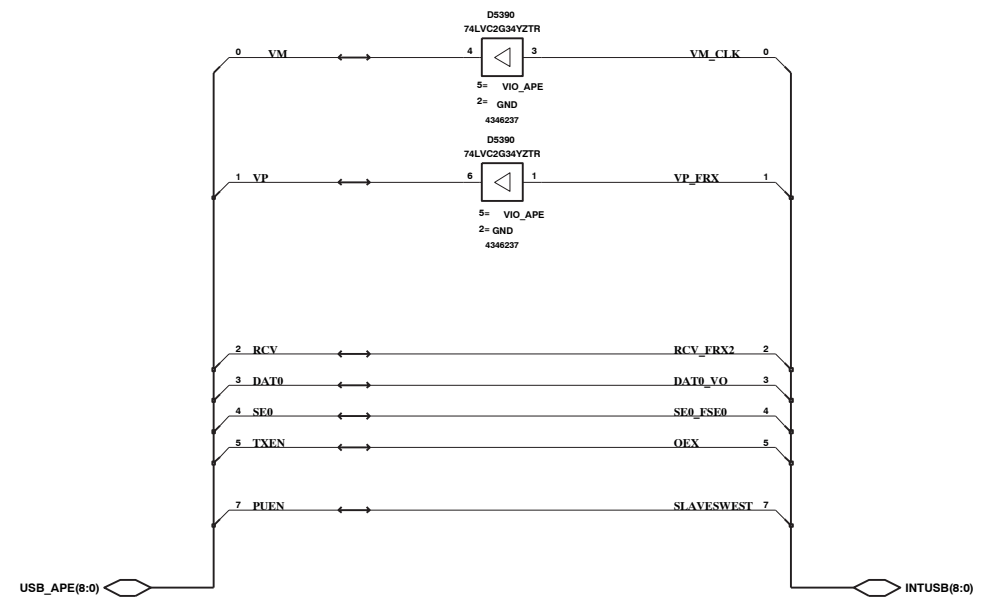 D5390
74LVC2G34YZTR
0 VM 4 3 VM_CLK 0
5= VIO_APE
2= GND
4346237
D5390
74LVC2G34YZTR
1 VP 6 1 VP_FRX 1
5= VIO_APE
2= GND
4346237
2 RCV RCV_FRX2 2
3 DAT0 DAT0_VO 3
4 SE0 SE0_FSE0 4
5 TXEN OEX 5
7 PUEN SLAVESWEST 7
USB_APE(8:0) INTUSB(8:0)